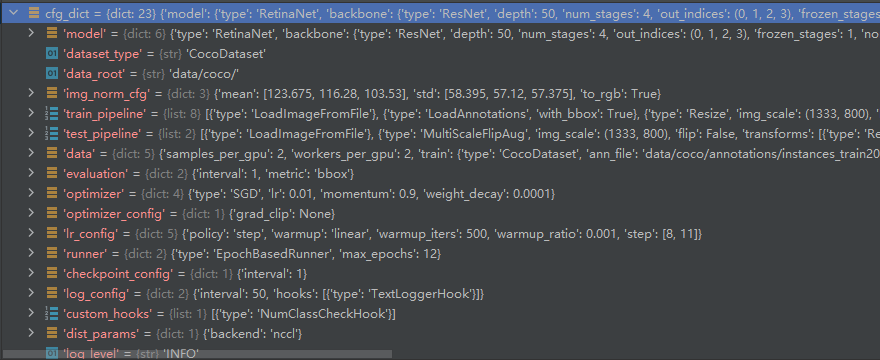 cfg_dict = {dict: 23} {'model': {'type': 'RetinaNet', 'backbone': {'type': 'ResNet', 'depth': 50, 'num_stages': 4, 'out_indices': (0, 1, 2, 3), 'frozen_stages
'model' = {dict: 6} {'type': 'RetinaNet', 'backbone': {'type': 'ResNet', 'depth': 50, 'num_stages': 4, 'out_indices': (0, 1, 2, 3), 'frozen_stages': 1, 'no
01 'dataset_type' = {str} 'CocoDataset'
01 'data_root' = {str} 'data/coco/'
'img_norm_cfg' = {dict: 3} {'mean': [123.675, 116.28, 103.53], 'std': [58.395, 57.12, 57.375], 'to_rgb': True}
'train_pipeline' = {list: 8} [{'type': 'LoadImageFromFile'}, {'type': 'LoadAnnotations', 'with_bbox': True}, {'type': 'Resize', 'img_scale': (1333, 800), '
'test_pipeline' = {list: 2} [{'type': 'LoadImageFromFile'}, {'type': 'MultiScaleFlipAug', 'img_scale': (1333, 800), 'flip': False, 'transforms': [{'type': 'Re
'data' = {dict: 5} {'samples_per_gpu': 2, 'workers_per_gpu': 2, 'train': {'type': 'CocoDataset', 'ann_file': 'data/coco/annotations/instances_train20
'evaluation' = {dict: 2} {'interval': 1, 'metric': 'bbox'}
'optimizer' = {dict: 4} {'type': 'SGD', 'lr': 0.01, 'momentum': 0.9, 'weight_decay': 0.0001}
'optimizer_config' = {dict: 1} {'grad_clip': None}
'lr_config' = {dict: 5} {'policy': 'step', 'warmup': 'linear', 'warmup_iters': 500, 'warmup_ratio': 0.001, 'step': [8, 11]}
'runner' = {dict: 2} {'type': 'EpochBasedRunner', 'max_epochs': 12}
'checkpoint_config' = {dict: 1} {'interval': 1}
'log_config' = {dict: 2} {'interval': 50, 'hooks': [{'type': 'TextLoggerHook'}]}
'custom_hooks' = {list: 1} [{'type': 'NumClassCheckHook'}]
'dist_params' = {dict: 1} {'backend': 'nccl'}
01 'log_level' = {str} 'INFO'